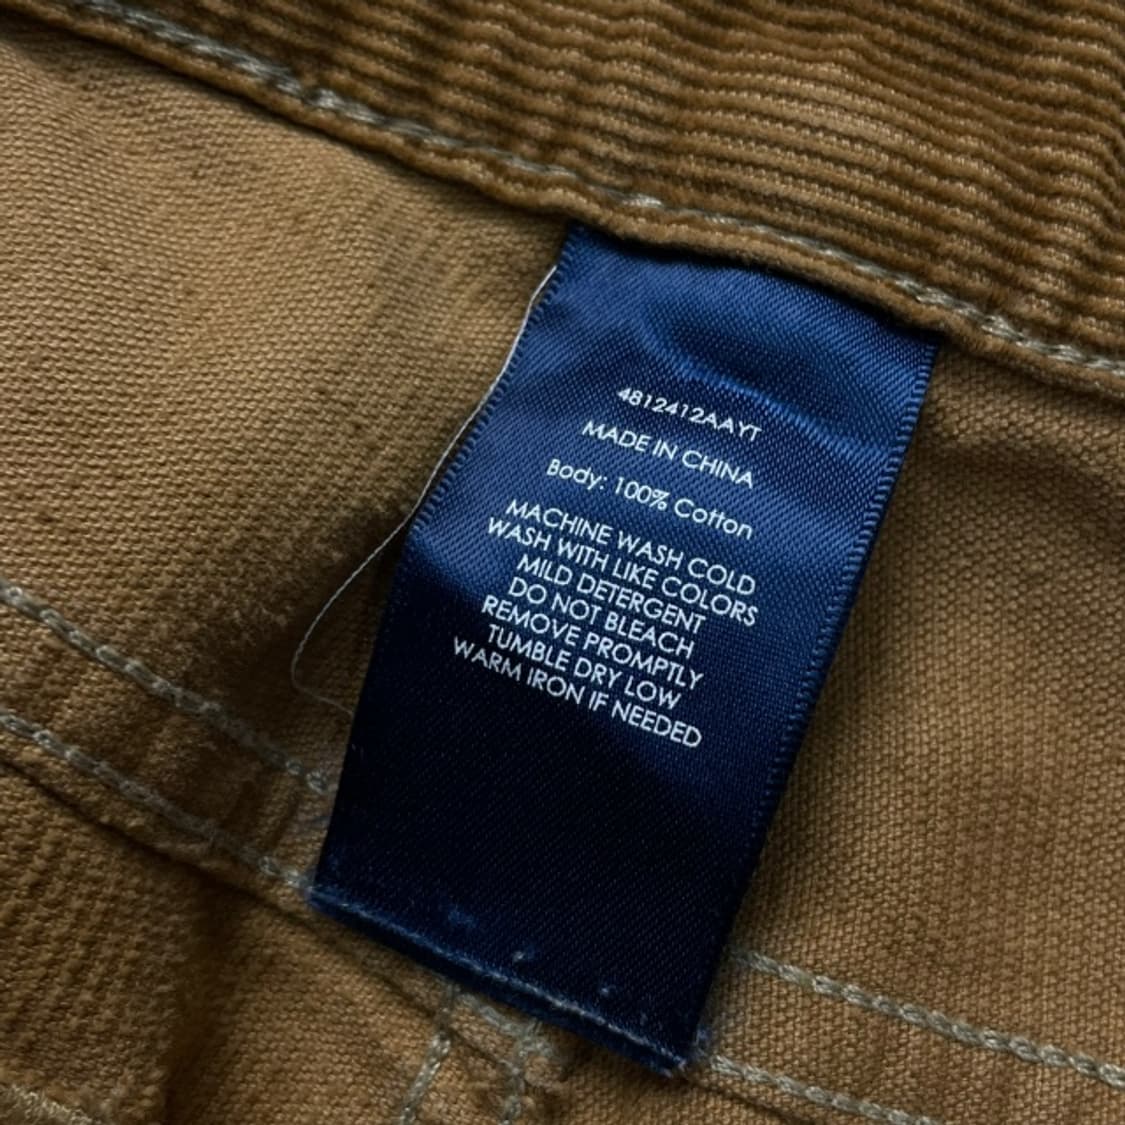 4812412AAYT
MADE IN CHINA
Body: 100% Cotton
MACHINE WASH COLD
WASH WITH LIKE COLORS
MILD DETERGENT
DO NOT BLEACH
REMOVE PROMPTLY
TUMBLE DRY LOW
WARM IRON IF NEEDED